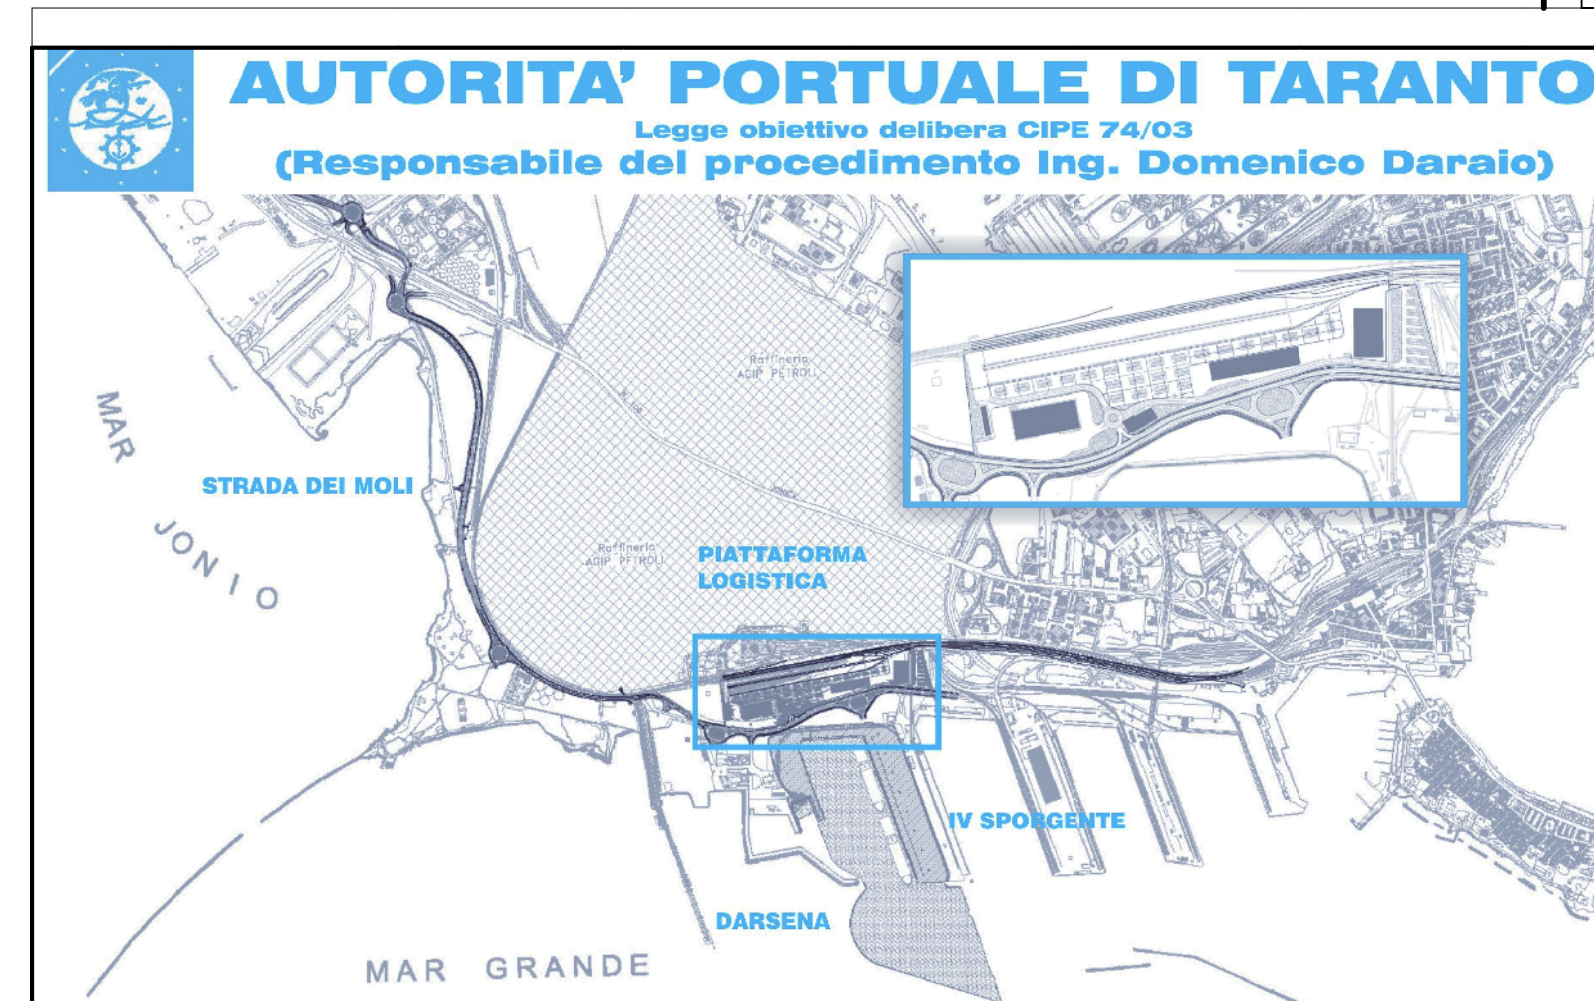 AUTORITA' PORTUALE DI TARANTO
Legge obiettivo delibera CIPE 74/03
(Responsabile del procedimento Ing. Domenico Daraio)
Raffineria
AGIP PETROLI
MAR
JONIO
STRADA DEI MOLI
Raffineria
AGIP PETROLI
PIATTAFORMA
LOGISTICA
IV SPORGENTE
DARSENA
MAR GRANDE